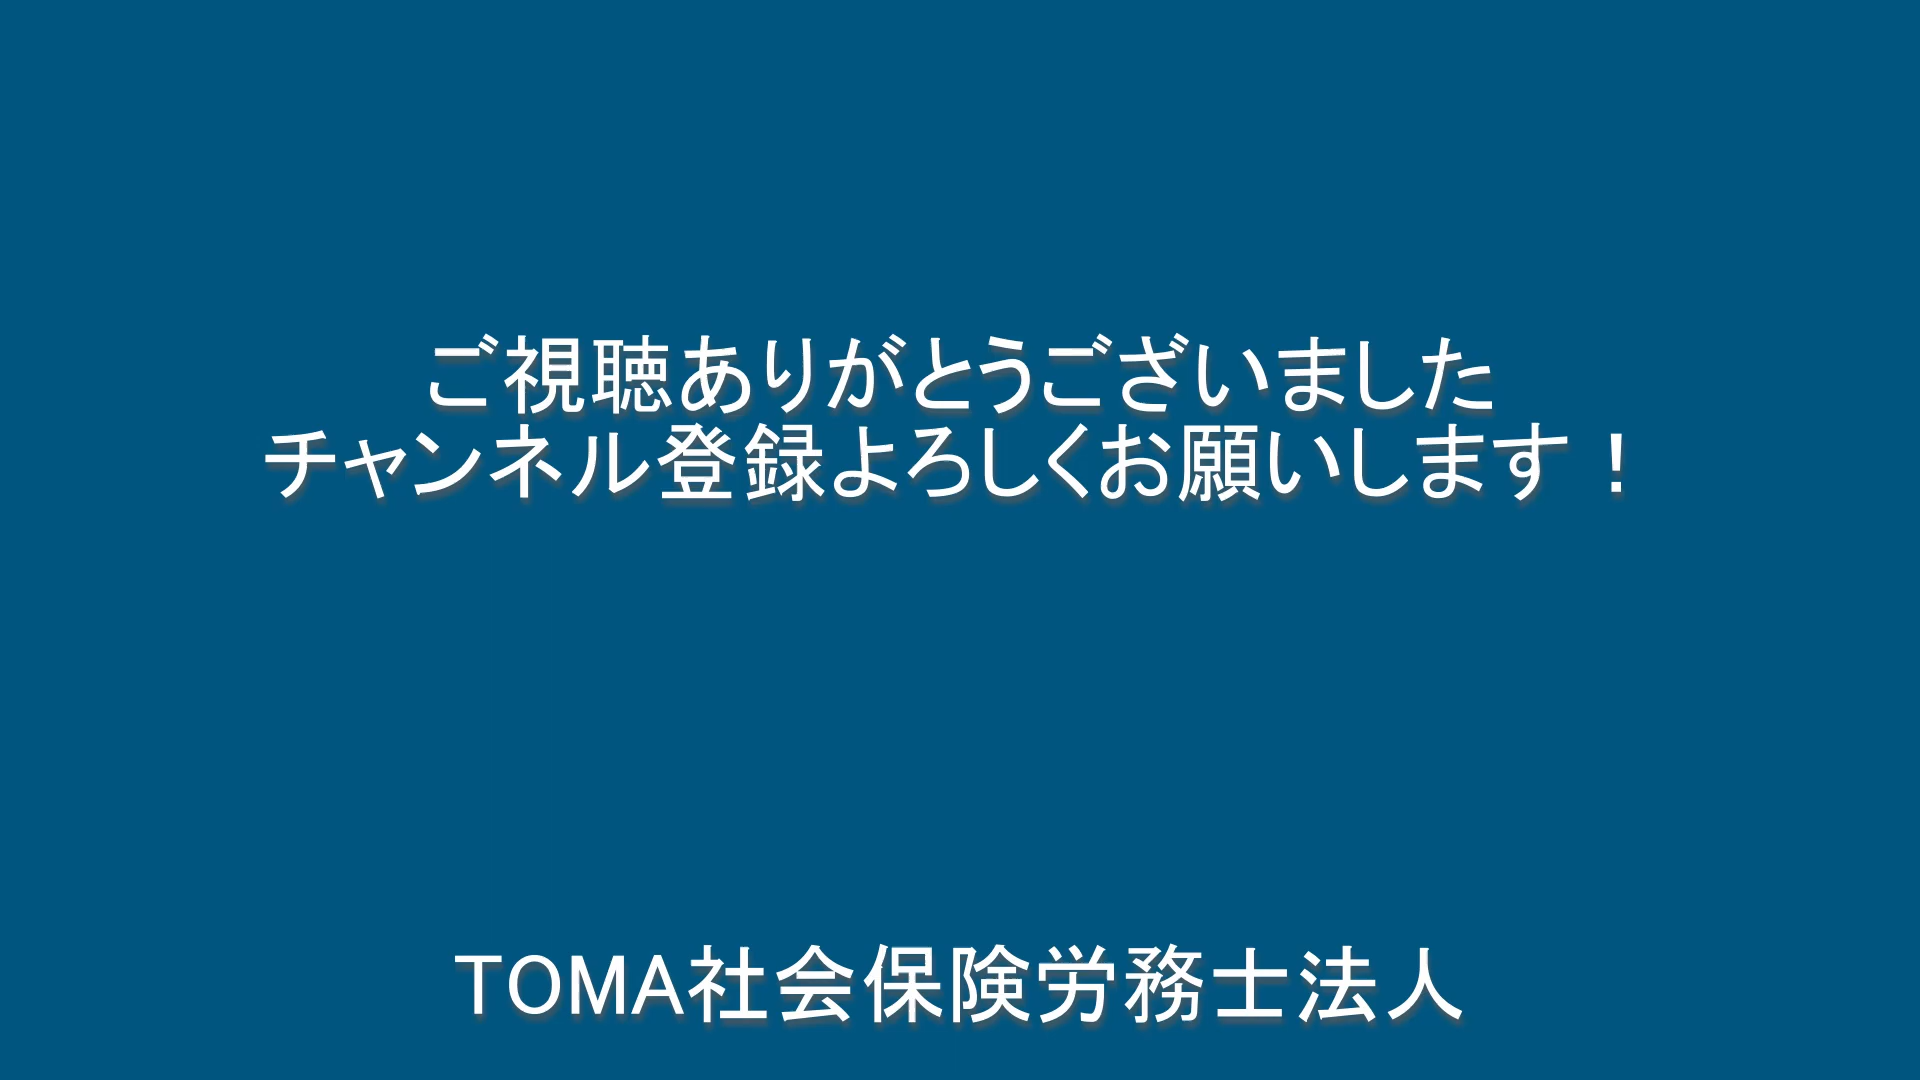 ご視聴ありがとうございました
チャンネル登録よろしくお願いします！
TOMA社会保険労務士法人